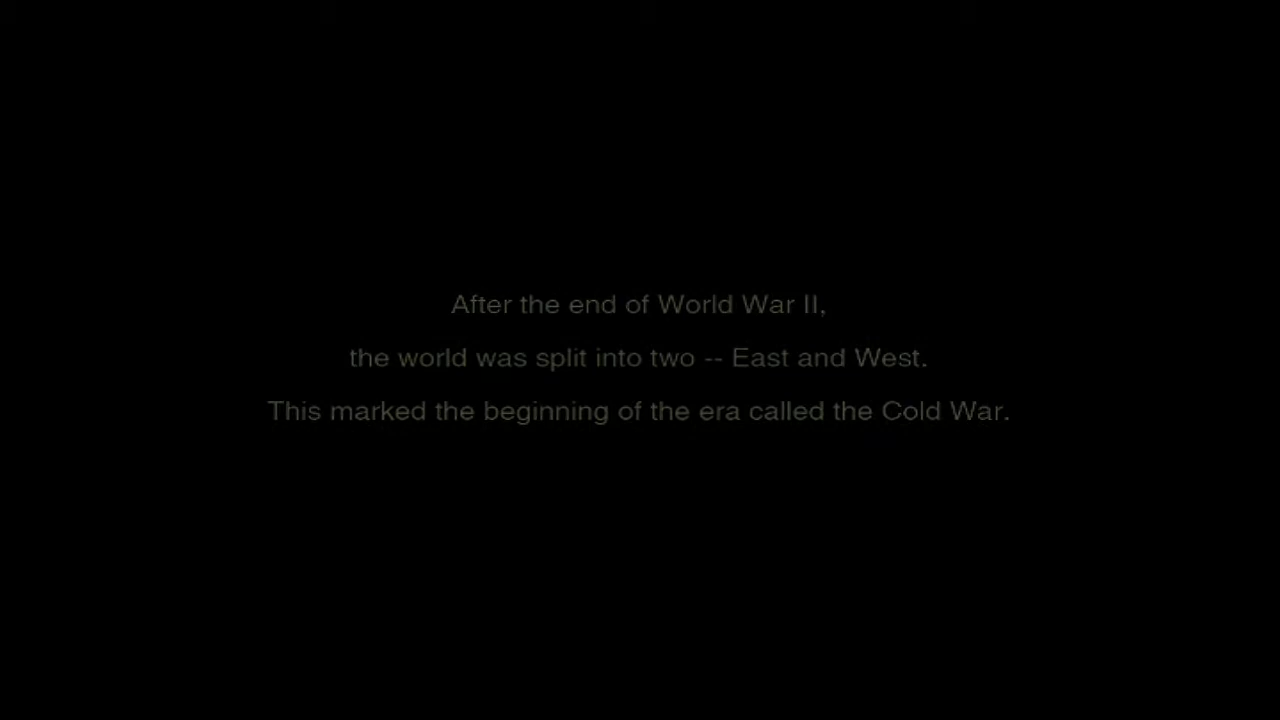 After the end of World War II,
the world was split into two -- East and West.
This marked the beginning of the era called the Cold War.